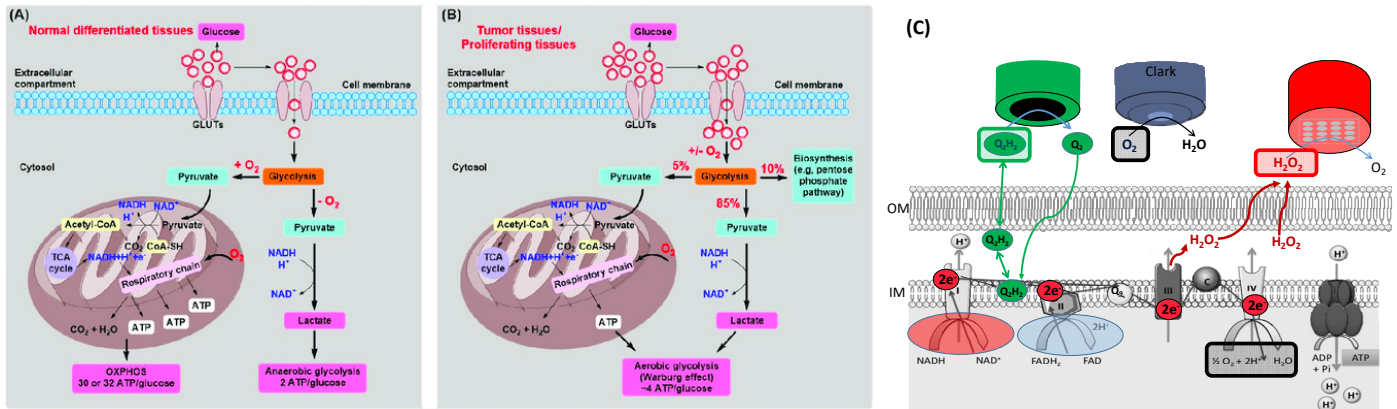 (A)
Normal differentiated tissues
Glucose
Extracellular
compartment
Cell membrane
GLUTs
Cytosol
+ O₂
Pyruvate
Glycolysis
- O₂
NADH
H⁺
NAD⁺
Acetyl-CoA
Pyruvate
CO₂
CoA-SH
TCA
cycle
NADH+H⁺+e⁻
O₂
Respiratory chain
Pyruvate
NADH
H⁺
NAD⁺
CO₂ + H₂O
ATP
ATP
ATP
ATP
Lactate
OXPHOS
30 or 32 ATP/glucose
Anaerobic glycolysis
2 ATP/glucose
(B)
Tumor tissues/
Proliferating tissues
Glucose
Extracellular
compartment
Cell membrane
GLUTs
Cytosol
+/- O₂
5%
10%
Pyruvate
Glycolysis
Biosynthesis
(e.g, pentose
phosphate
pathway)
85%
NADH
H⁺
NAD⁺
Acetyl-CoA
Pyruvate
CO₂
CoA-SH
TCA
cycle
NADH+H⁺+e⁻
O₂
Respiratory chain
Pyruvate
NADH
H⁺
NAD⁺
CO₂ + H₂O
ATP
Lactate
Aerobic glycolysis
(Warburg effect)
~4 ATP/glucose
(C)
Clark
Q₂H₂
Q₂
O₂
H₂O
H₂O₂
O₂
OM
H⁺
Q₂H₂
H₂O₂
H₂O₂
H⁺
H⁺
IM
2e⁻
I
Q₂H₂
2e⁻
II
III
2e⁻
C
IV
2e⁻
NADH
NAD⁺
2H⁺
FADH₂
FAD
½ O₂ + 2H⁺
H₂O
ADP
+ Pi
ATP
H⁺
H⁺
H⁺
H⁺